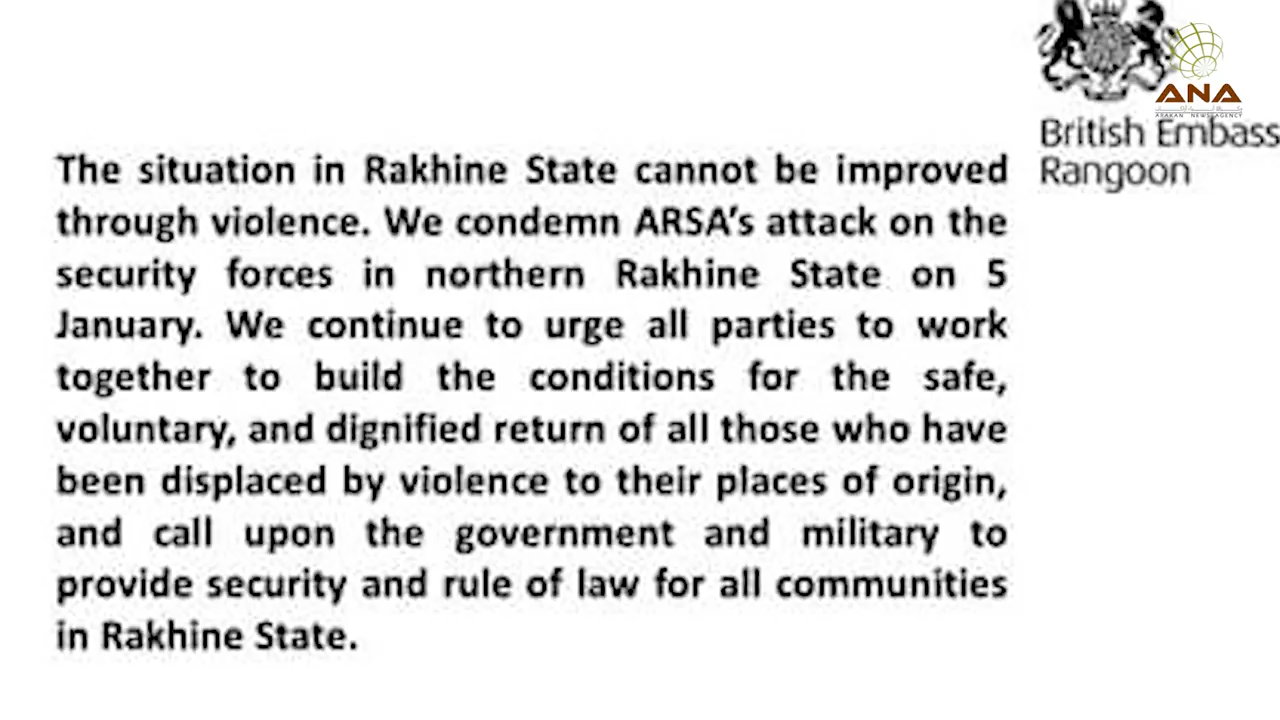 ANA
ARAKAN NEWS AGENCY
British Embass
Rangoon
The situation in Rakhine State cannot be improved
through violence. We condemn ARSA's attack on the
security forces in northern Rakhine State on 5
January. We continue to urge all parties to work
together to build the conditions for the safe,
voluntary, and dignified return of all those who have
been displaced by violence to their places of origin,
and call upon the government and military to
provide security and rule of law for all communities
in Rakhine State.